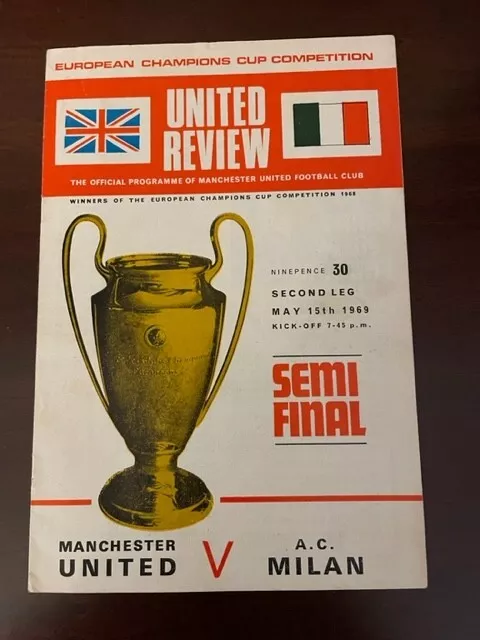 EUROPEAN CHAMPIONS CUP COMPETITION
UNITED
REVIEW
THE OFFICIAL PROGRAMME OF MANCHESTER UNITED FOOTBALL CLUB
WINNERS OF THE EUROPEAN CHAMPIONS CUP COMPETITION 1968
NINEPENCE 30
SECOND LEG
MAY 15th 1969
KICK-OFF 7-45 p.m.
SEMI
FINAL
MANCHESTER
UNITED
V
A.C.
MILAN